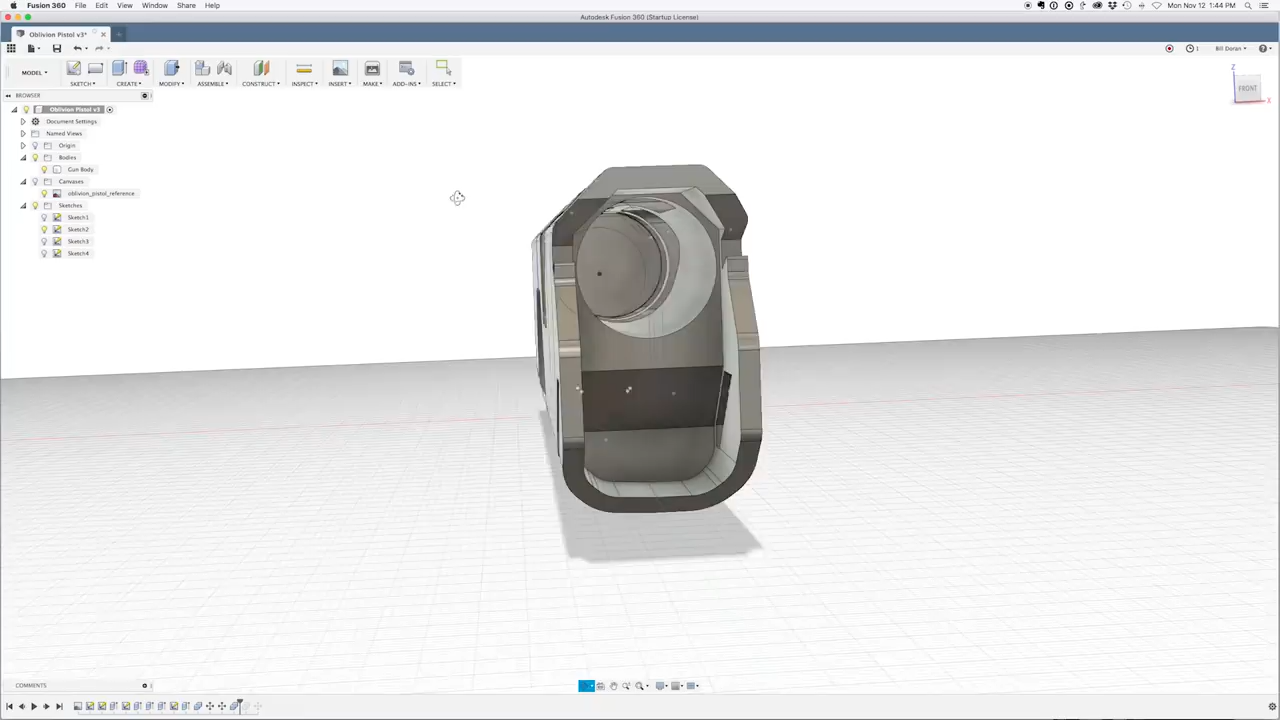 Fusion 360 File Edit View Window Share Help Mon Nov 12 1:44 PM
Autodesk Fusion 360 (Startup License)
Oblivion Pistol v3*
1 Bill Doran
MODEL SKETCH CREATE MODIFY ASSEMBLE CONSTRUCT INSPECT INSERT MAKE ADD-INS SELECT
Z
FRONT
X
BROWSER
Oblivion Pistol v3
Document Settings
Named Views
Origin
Bodies
Gun Body
Canvases
oblivion_pistol_reference
Sketches
Sketch1
Sketch2
Sketch3
Sketch4
COMMENTS